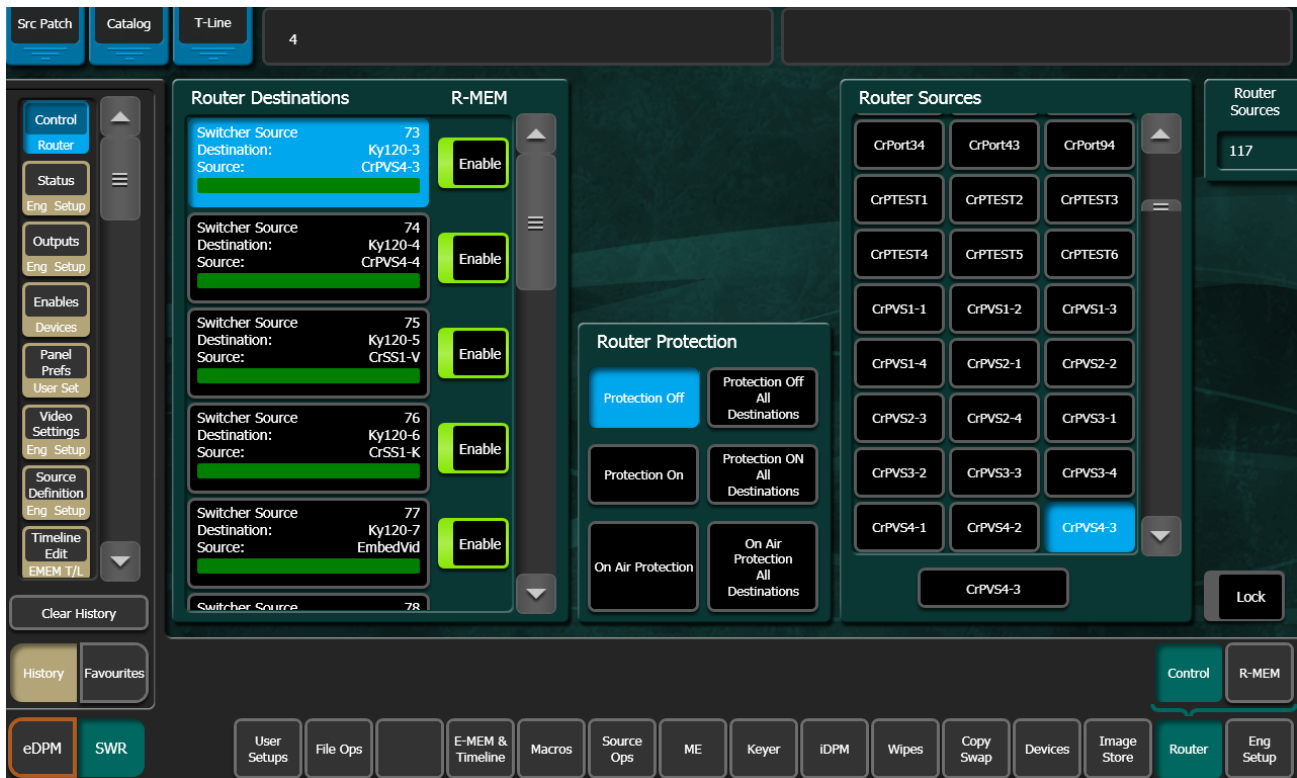 Src Patch
Catalog
T-Line
4
Control
Router
Status
Eng Setup
Outputs
Eng Setup
Enables
Devices
Panel
Prefs
User Set
Video
Settings
Eng Setup
Source
Definition
Eng Setup
Timeline
Edit
EMEM T/L
Clear History
History
Favourites
Router Destinations
R-MEM
Switcher Source 73
Destination: Ky120-3
Source: CrPVS4-3
Enable
Switcher Source 74
Destination: Ky120-4
Source: CrPVS4-4
Enable
Switcher Source 75
Destination: Ky120-5
Source: CrSS1-V
Enable
Switcher Source 76
Destination: Ky120-6
Source: CrSS1-K
Enable
Switcher Source 77
Destination: Ky120-7
Source: EmbedVid
Enable
Switcher Source 78
Router Protection
Protection Off
Protection Off
All
Destinations
Protection On
Protection ON
All
Destinations
On Air Protection
On Air
Protection
All
Destinations
Router Sources
CrPort34 CrPort43 CrPort94
CrPTEST1 CrPTEST2 CrPTEST3
CrPTEST4 CrPTEST5 CrPTEST6
CrPVS1-1 CrPVS1-2 CrPVS1-3
CrPVS1-4 CrPVS2-1 CrPVS2-2
CrPVS2-3 CrPVS2-4 CrPVS3-1
CrPVS3-2 CrPVS3-3 CrPVS3-4
CrPVS4-1 CrPVS4-2 CrPVS4-3
CrPVS4-3
Router
Sources
117
Lock
Control
R-MEM
eDPM
SWR
User
Setups
File Ops
E-MEM &
Timeline
Macros
Source
Ops
ME
Keyer
iDPM
Wipes
Copy
Swap
Devices
Image
Store
Router
Eng
Setup